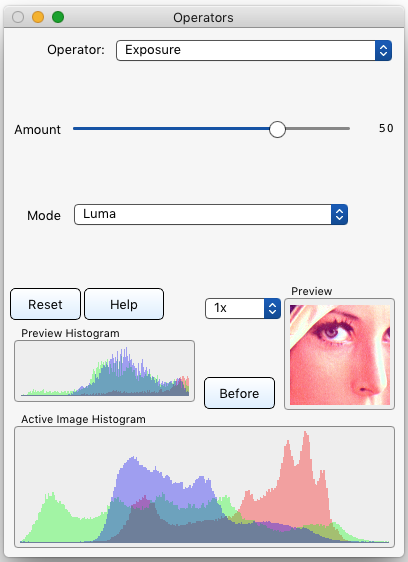 Operators
Operator: Exposure
Amount 50
Mode Luma
Reset Help 1x Preview
Preview Histogram
Before
Active Image Histogram